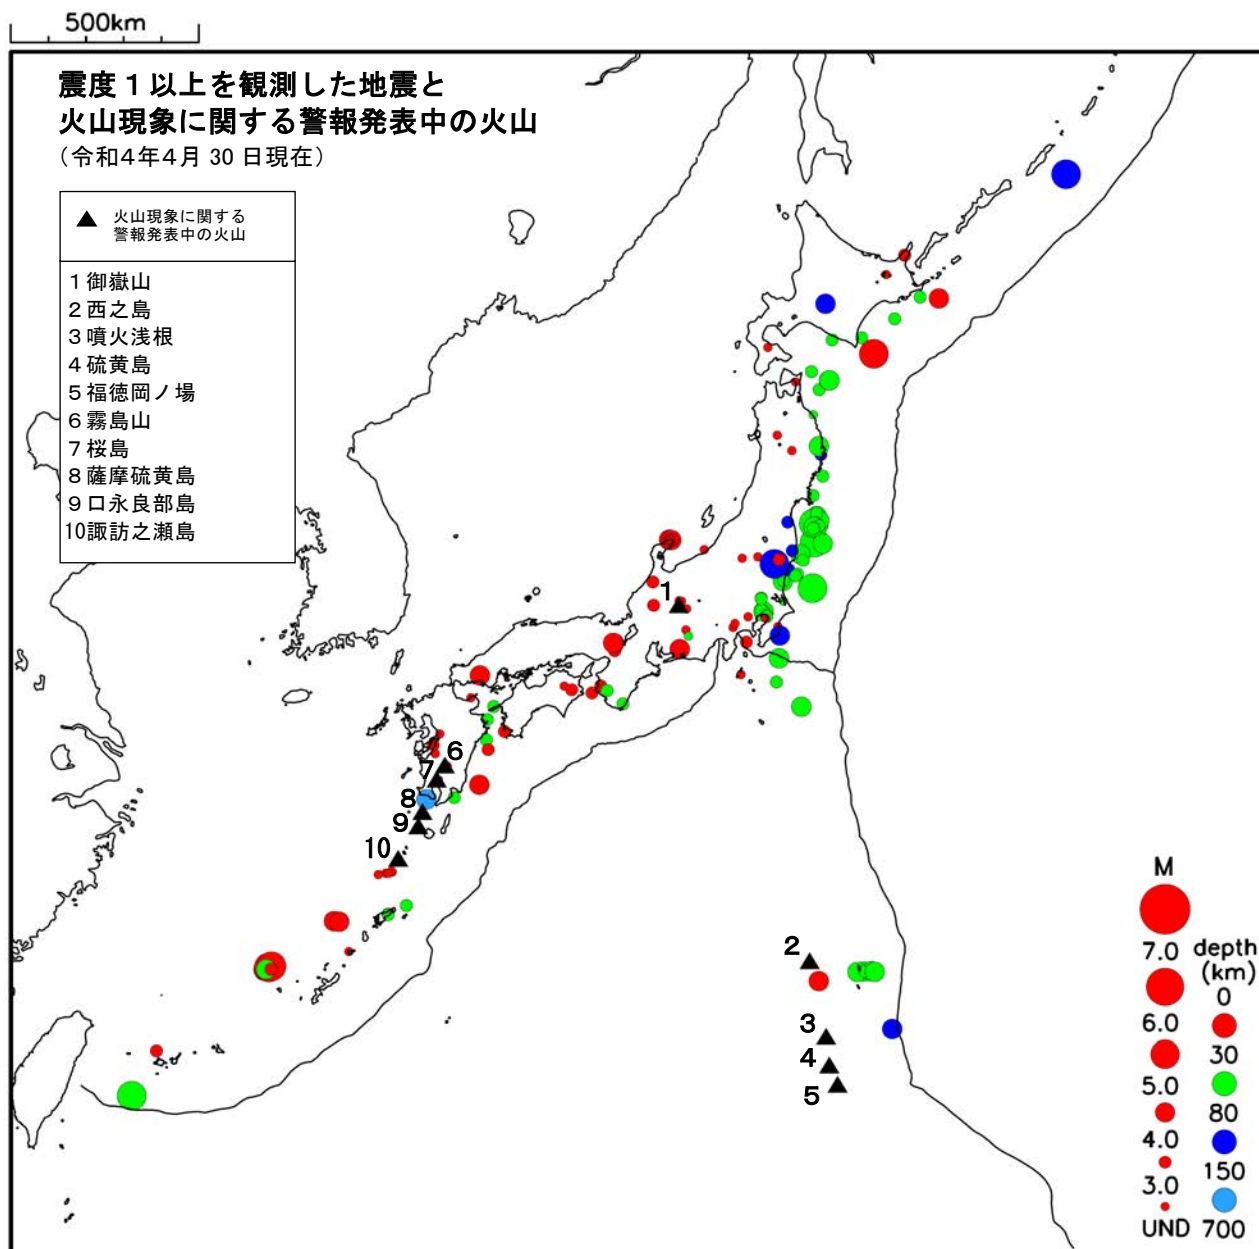 500km
震度１以上を観測した地震と
火山現象に関する警報発表中の火山
（令和４年４月 30 日現在）
▲ 火山現象に関する
警報発表中の火山
１御嶽山
２西之島
３噴火浅根
４硫黄島
５福徳岡ノ場
６霧島山
７桜島
８薩摩硫黄島
９口永良部島
10諏訪之瀬島
1
6
7
8
9
10
2
3
4
5
M
7.0
6.0
5.0
4.0
3.0
UND
depth
(km)
0
30
80
150
700